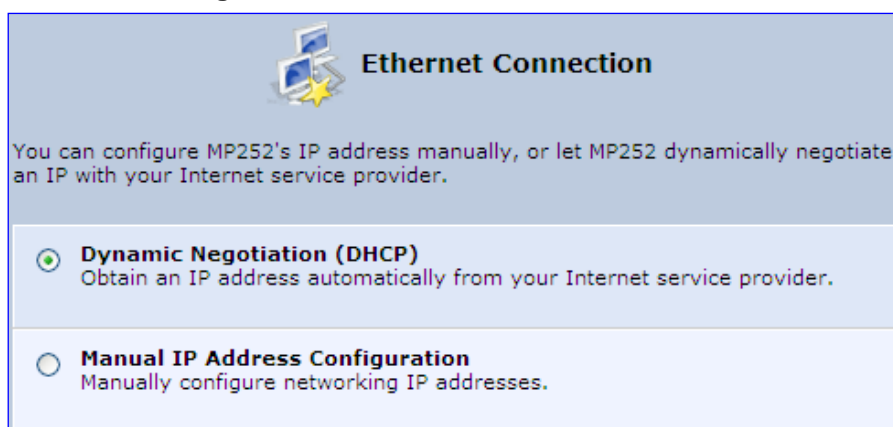 Ethernet Connection
You can configure MP252's IP address manually, or let MP252 dynamically negotiate
an IP with your Internet service provider.
Dynamic Negotiation (DHCP)
Obtain an IP address automatically from your Internet service provider.
Manual IP Address Configuration
Manually configure networking IP addresses.